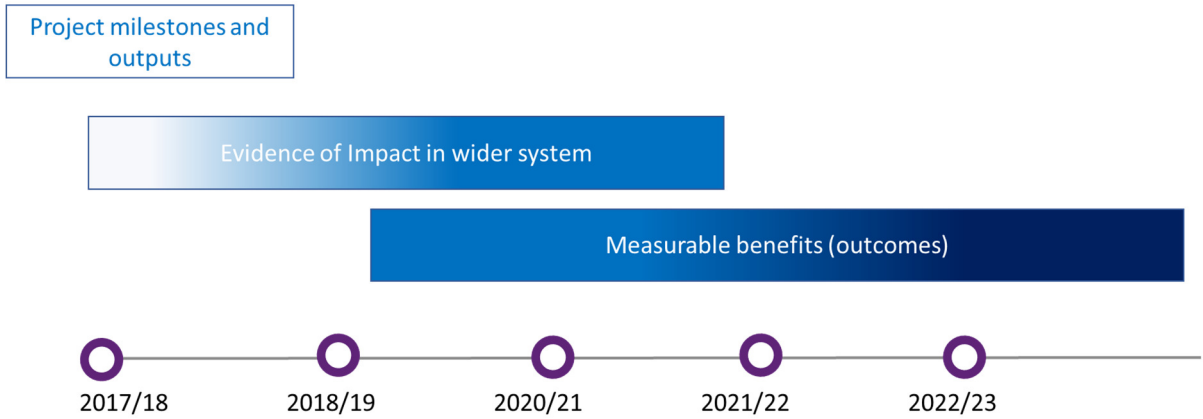 Project milestones and
outputs
Evidence of Impact in wider system
Measurable benefits (outcomes)
2017/18
2018/19
2020/21
2021/22
2022/23